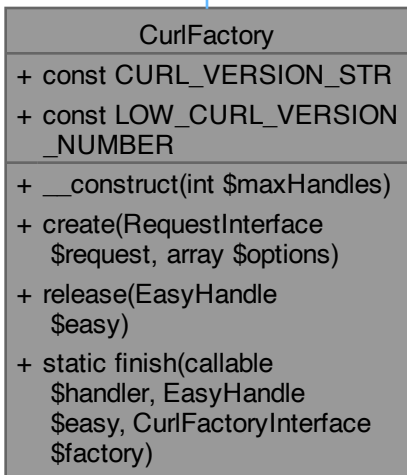 CurlFactory
+ const CURL_VERSION_STR
+ const LOW_CURL_VERSION
_NUMBER
+ __construct(int $maxHandles)
+ create(RequestInterface
$request, array $options)
+ release(EasyHandle
$easy)
+ static finish(callable
$handler, EasyHandle
$easy, CurlFactoryInterface
$factory)